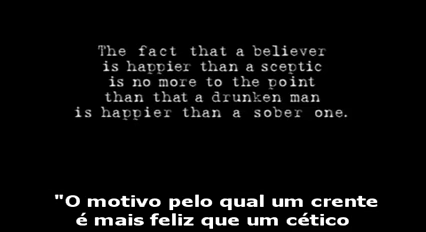 The fact that a believer
is happier than a sceptic
is no more to the point
than that a drunken man
is happier than a sober one.
"O motivo pelo qual um crente
é mais feliz que um cético